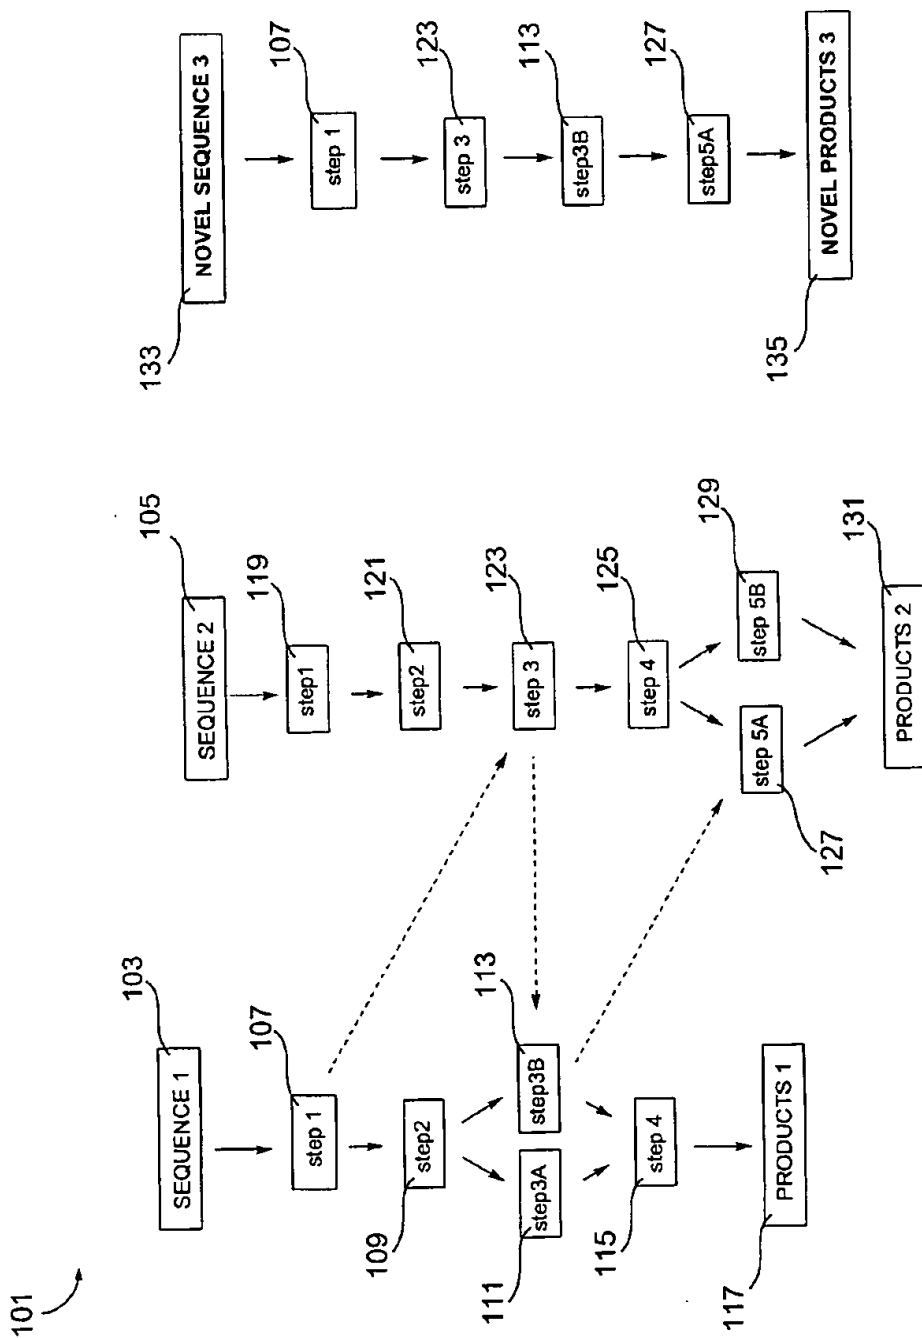 101
SEQUENCE 1
103
step 1
107
step2
109
step3A
111
step3B
113
step 4
115
PRODUCTS 1
117
SEQUENCE 2
105
step1
119
step2
121
step 3
123
step 4
125
step 5A
127
step 5B
129
PRODUCTS 2
131
NOVEL SEQUENCE 3
133
step 1
107
step 3
123
step3B
113
step5A
127
NOVEL PRODUCTS 3
135